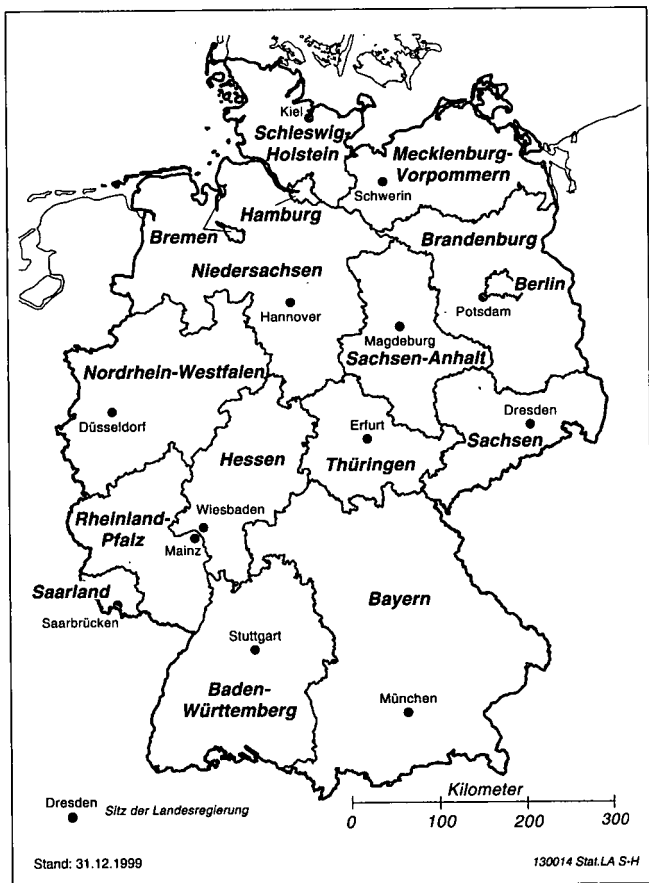 Kiel
Schleswig-
Holstein
Mecklenburg-
Vorpommern
Schwerin
Hamburg
Bremen
Brandenburg
Niedersachsen
Berlin
Hannover
Potsdam
Magdeburg
Sachsen-Anhalt
Nordrhein-Westfalen
Düsseldorf
Dresden
Erfurt
Sachsen
Hessen
Thüringen
Wiesbaden
Rheinland-
Pfalz
Mainz
Saarland
Saarbrücken
Bayern
Stuttgart
Baden-
Württemberg
München
Kilometer
0 100 200 300
Dresden
Sitz der Landesregierung
Stand: 31.12.1999
130014 Stat.LA S-H